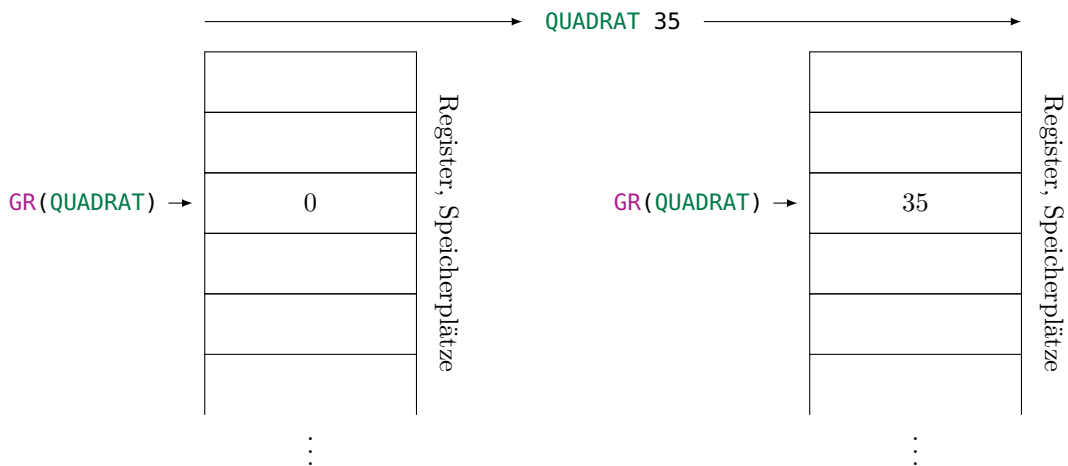 QUADRAT 35
GR(QUADRAT)
0
Register, Speicherplätze
GR(QUADRAT)
35
Register, Speicherplätze
⋮
⋮